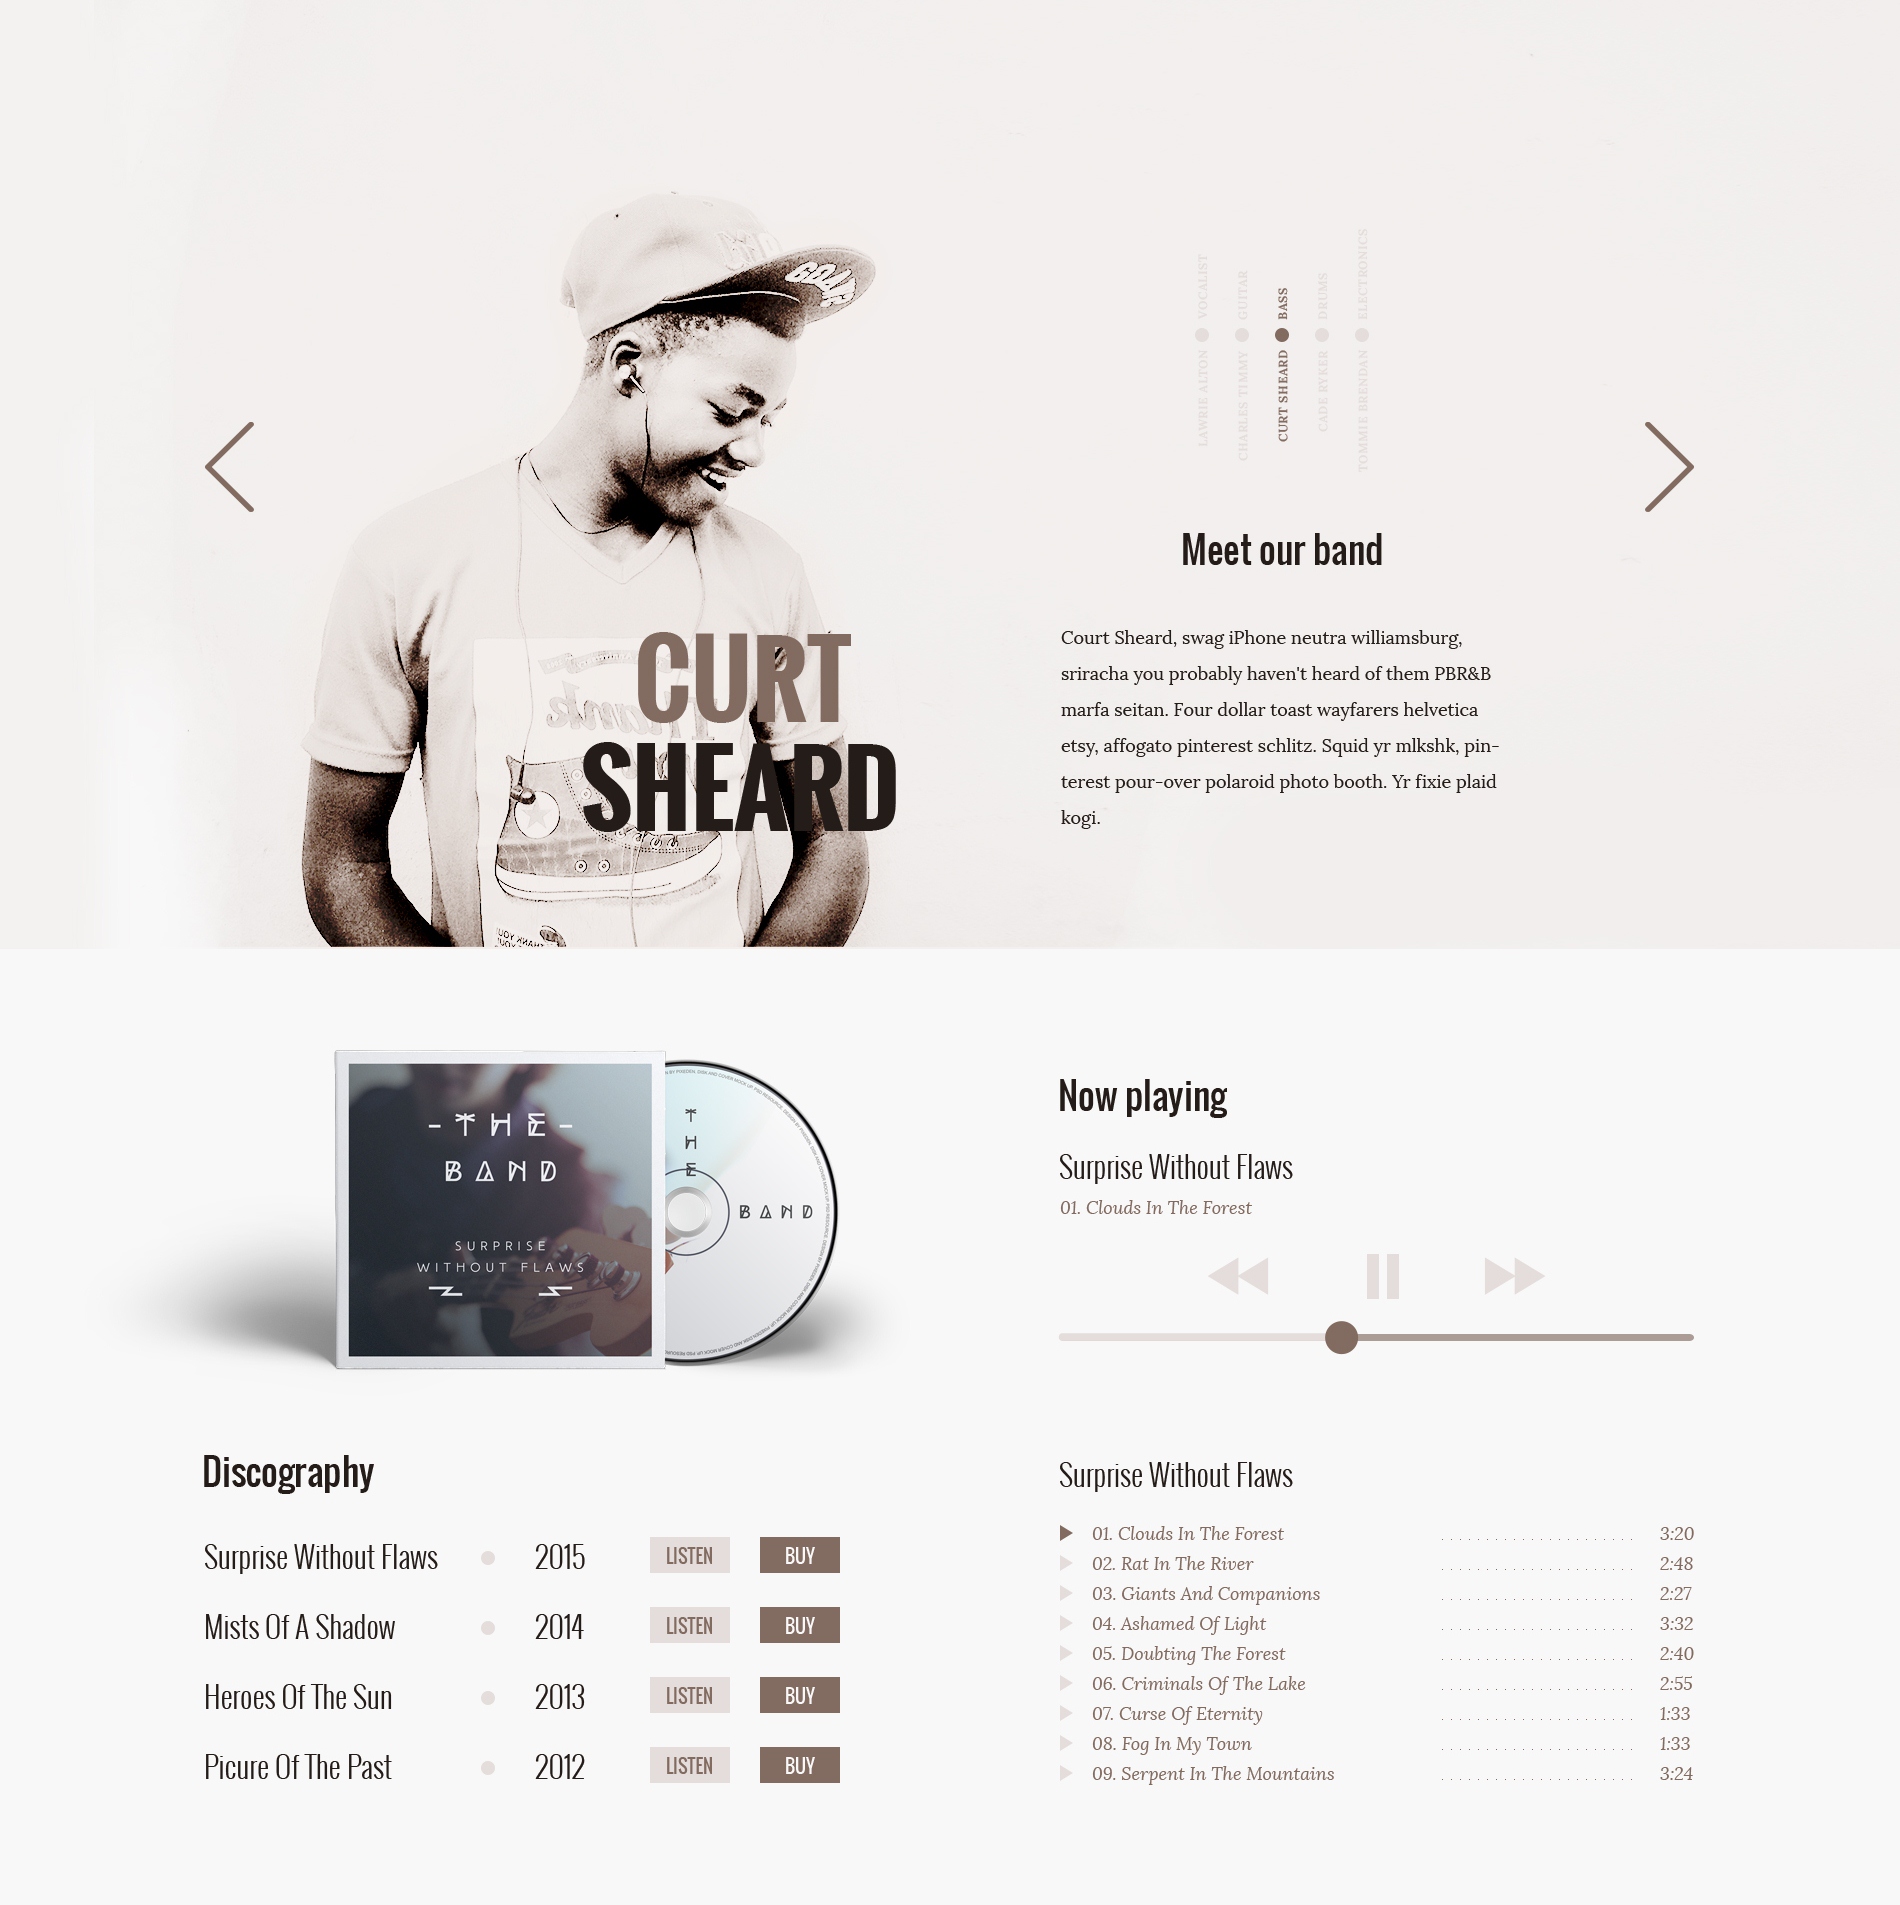 VOCALIST
GUITAR
BASS
DRUMS
ELECTRONICS
LAWRIE ALTON
CHARLES TIMMY
CURT SHEARD
CADE RYKER
TOMMIE BRENDAN
Meet our band
CURT
SHEARD
Court Sheard, swag iPhone neutra williamsburg,
sriracha you probably haven't heard of them PBR&B
marfa seitan. Four dollar toast wayfarers helvetica
etsy, affogato pinterest schlitz. Squid yr mlkshk, pin-
terest pour-over polaroid photo booth. Yr fixie plaid
kogi.
-THE-
BAND
SURPRISE
WITHOUT FLAWS
THE
BAND
Now playing
Surprise Without Flaws
01. Clouds In The Forest
Discography
Surprise Without Flaws 2015 LISTEN BUY
Mists Of A Shadow 2014 LISTEN BUY
Heroes Of The Sun 2013 LISTEN BUY
Picure Of The Past 2012 LISTEN BUY
Surprise Without Flaws
01. Clouds In The Forest ...................... 3:20
02. Rat In The River ...................... 2:48
03. Giants And Companions ...................... 2:27
04. Ashamed Of Light ...................... 3:32
05. Doubting The Forest ...................... 2:40
06. Criminals Of The Lake ...................... 2:55
07. Curse Of Eternity ...................... 1:33
08. Fog In My Town ...................... 1:33
09. Serpent In The Mountains ...................... 3:24